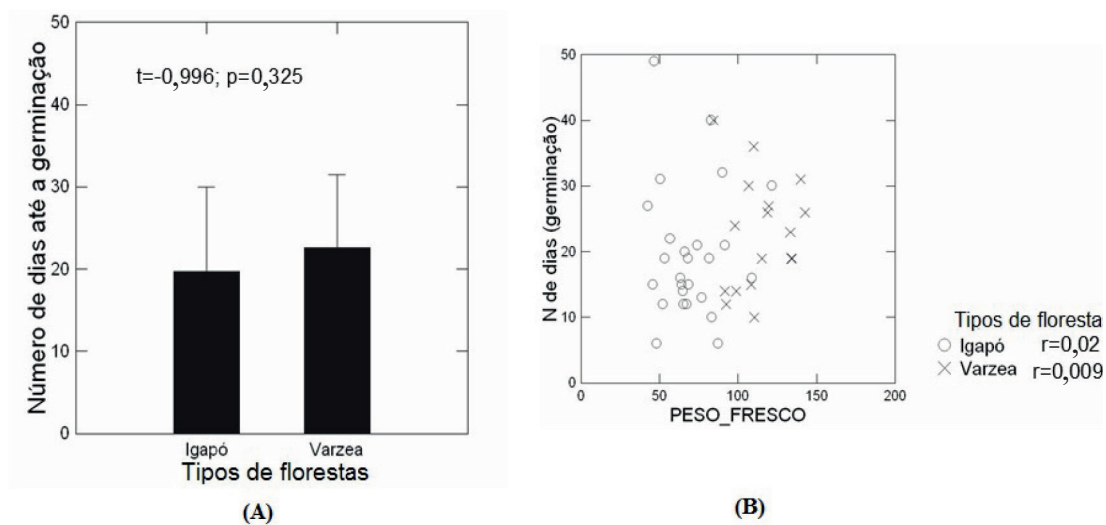 50
40
30
20
10
0
Número de dias até a germinação
t=-0,996; p=0,325
Igapó Varzea
Tipos de florestas
(A)
50
40
30
20
10
0
N de dias (germinação)
0 50 100 150 200
PESO_FRESCO
Tipos de floresta
Igapó r=0,02
Varzea r=0,009
(B)